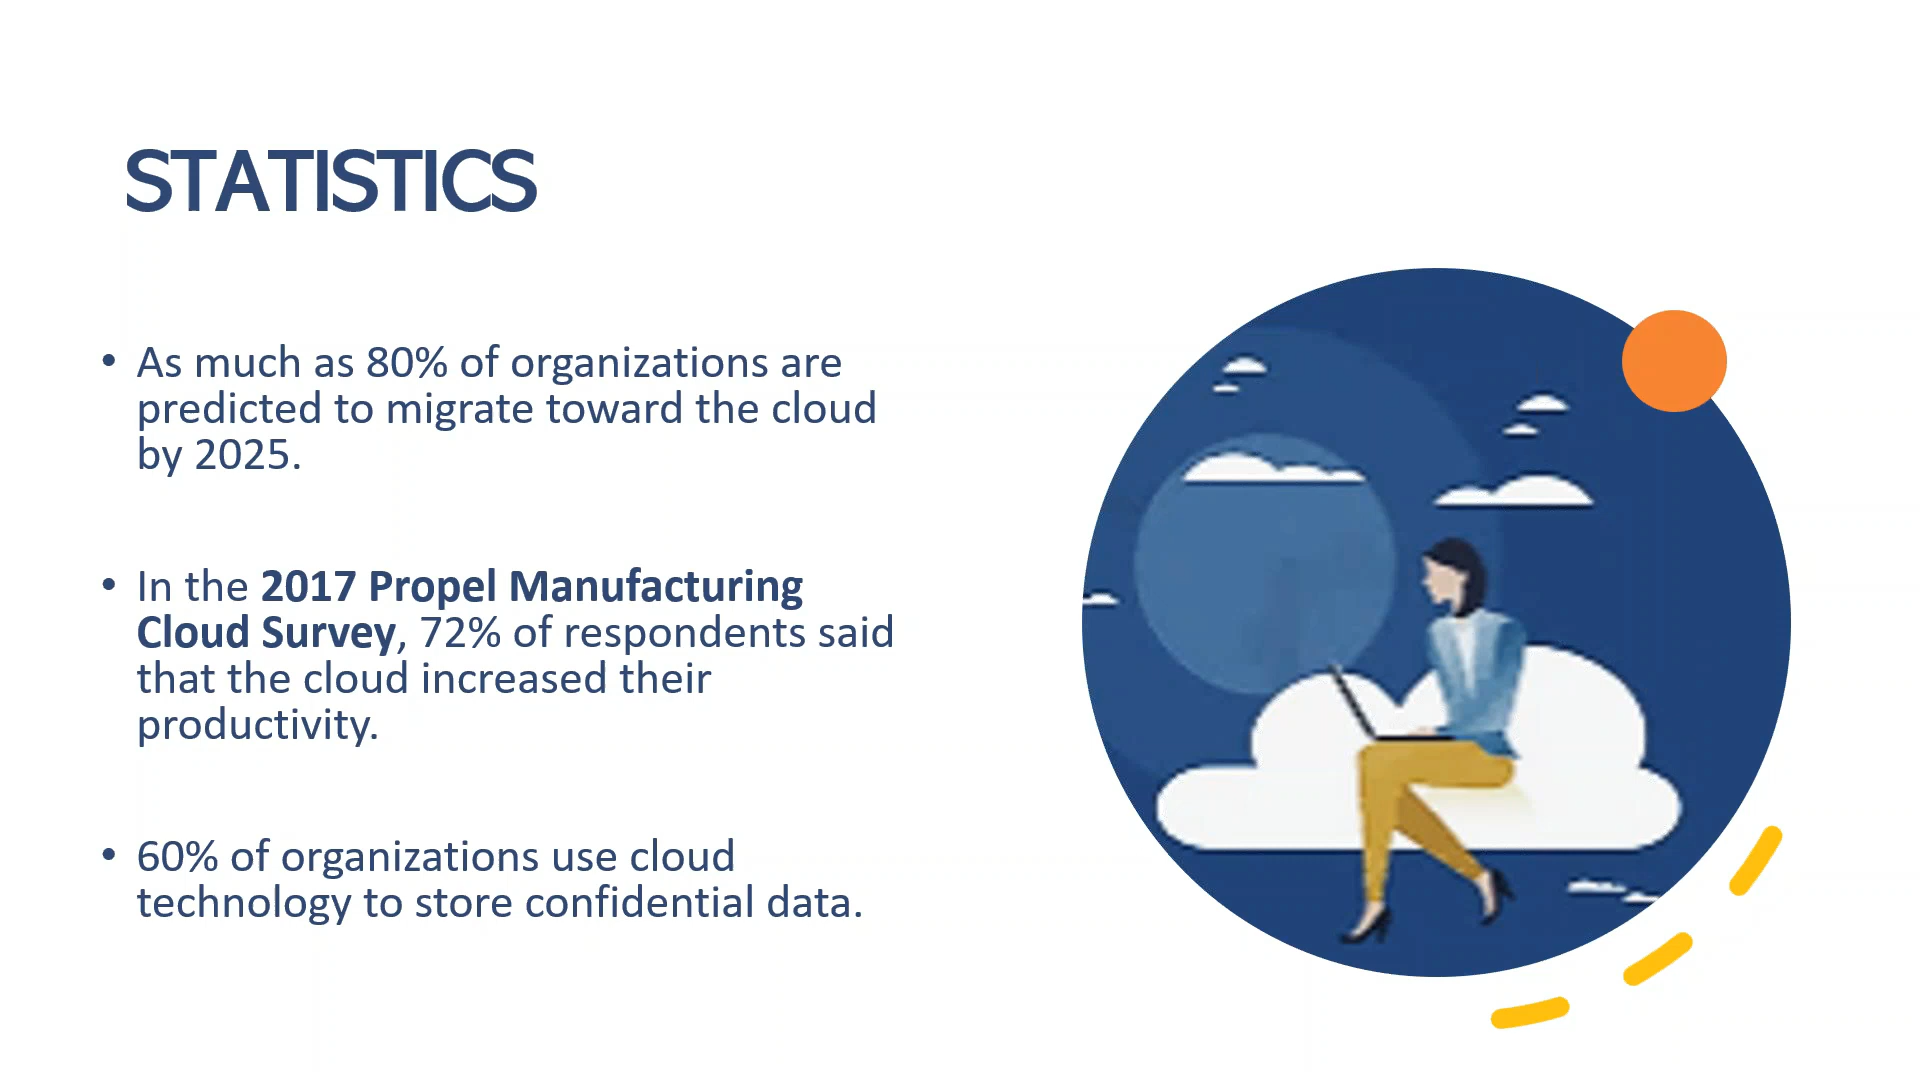 STATISTICS
• As much as 80% of organizations are
predicted to migrate toward the cloud
by 2025.
• In the 2017 Propel Manufacturing
Cloud Survey, 72% of respondents said
that the cloud increased their
productivity.
• 60% of organizations use cloud
technology to store confidential data.